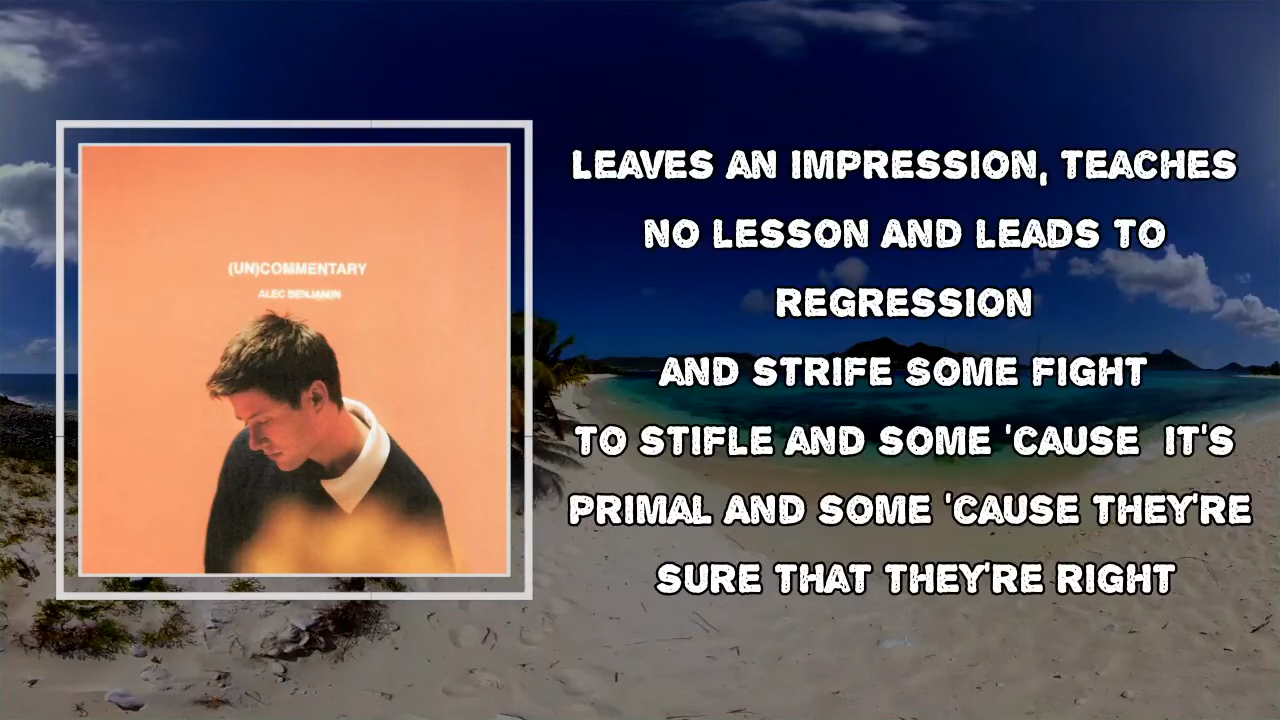 (UN)COMMENTARY
ALEC BENJAMIN
LEAVES AN IMPRESSION, TEACHES
NO LESSON AND LEADS TO
REGRESSION
AND STRIFE SOME FIGHT
TO STIFLE AND SOME 'CAUSE IT'S
PRIMAL AND SOME 'CAUSE THEY'RE
SURE THAT THEY'RE RIGHT